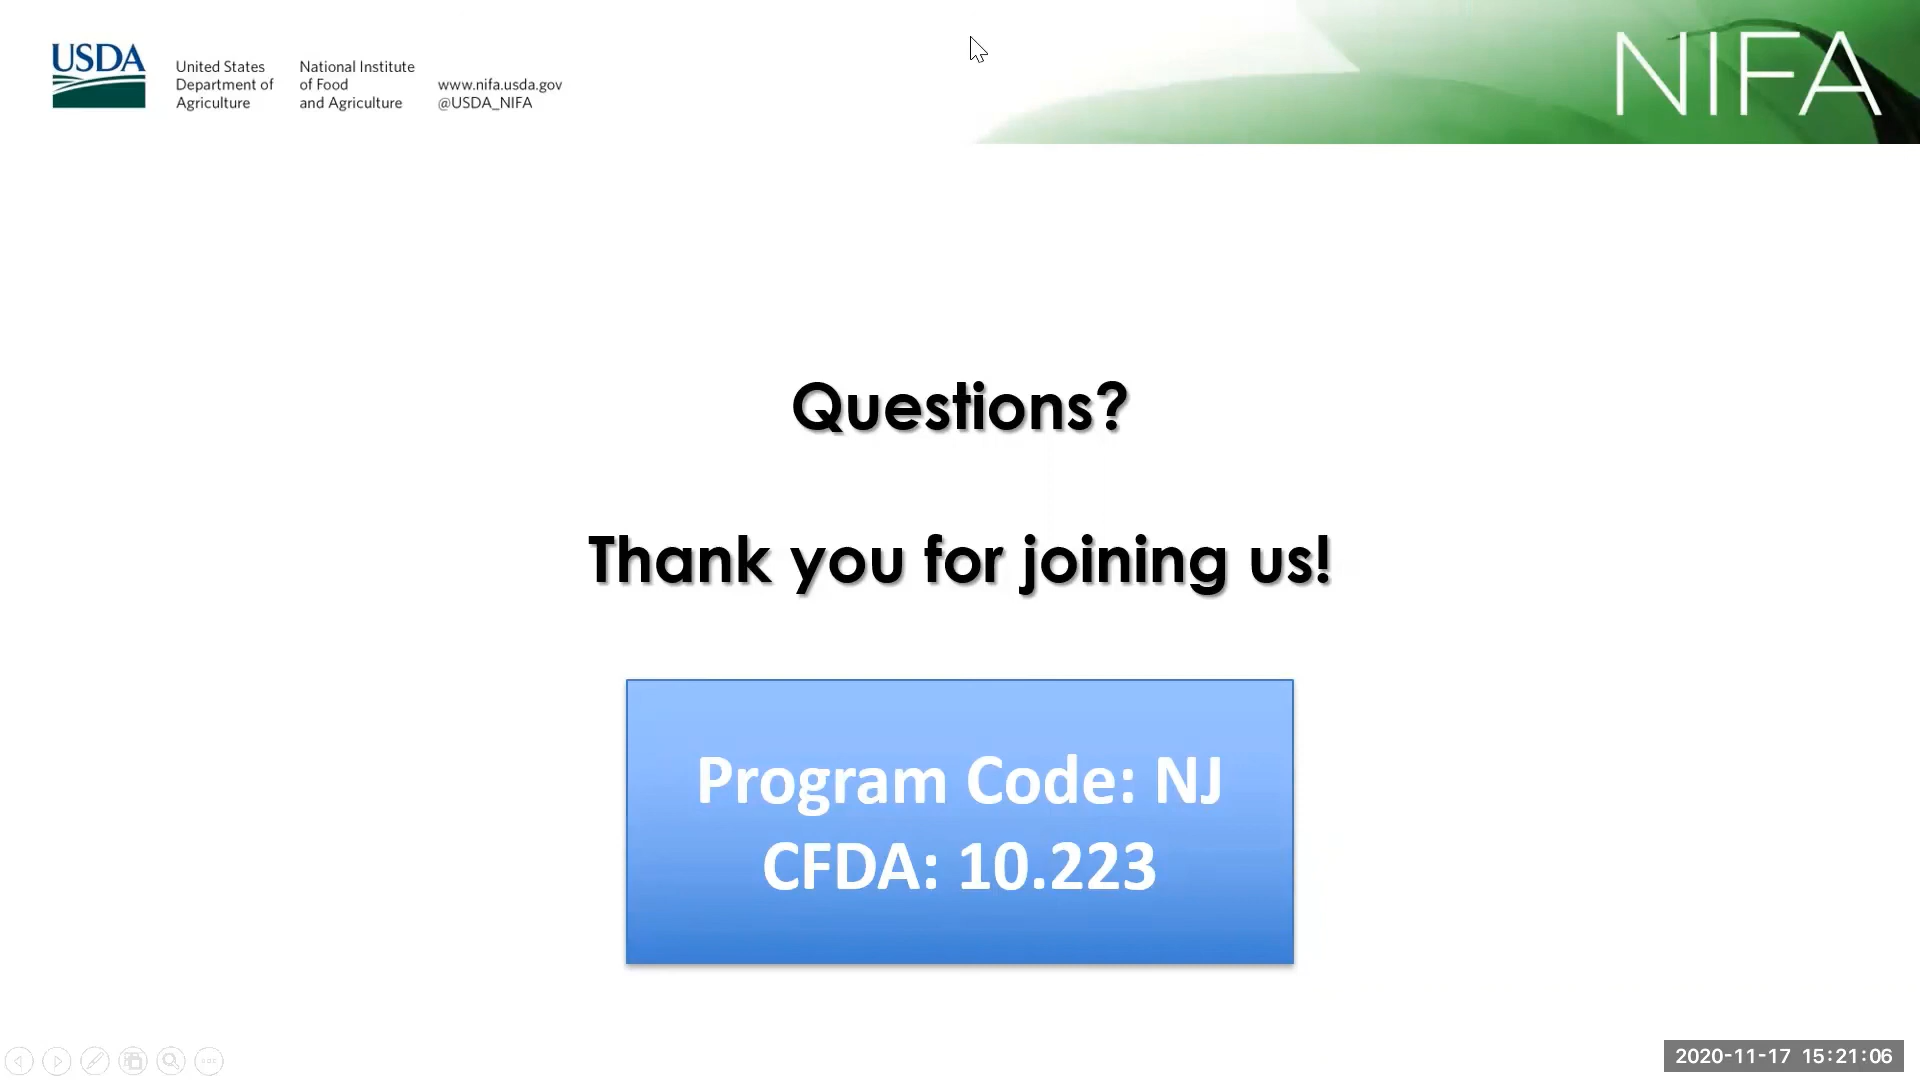 USDA
United States
Department of
Agriculture
National Institute
of Food
and Agriculture
www.nifa.usda.gov
@USDA_NIFA
NIFA
Questions?
Thank you for joining us!
Program Code: NJ
CFDA: 10.223
2020-11-17 15:21:06